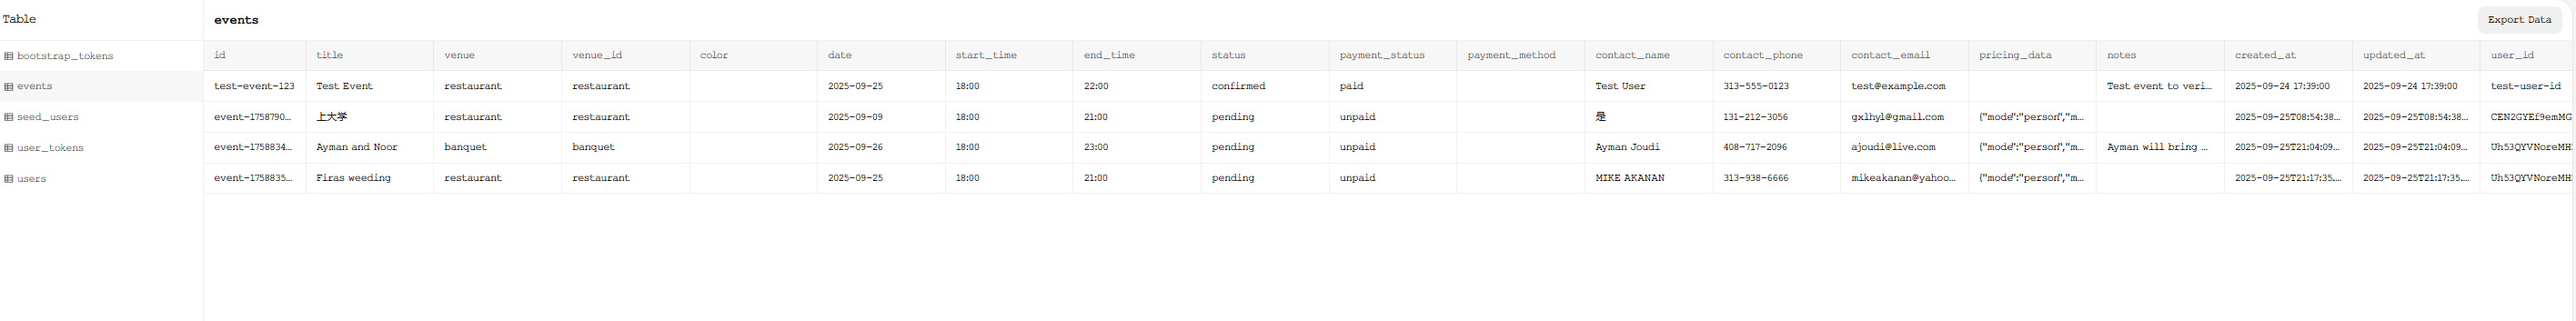 Table
events
Export Data
bootstrap_tokens
events
seed_users
user_tokens
users
id title venue venue_id color date start_time end_time status payment_status payment_method contact_name contact_phone contact_email pricing_data notes created_at updated_at user_id
test-event-123 Test Event restaurant restaurant 2025-09-25 18:00 22:00 confirmed paid Test User 313-555-0123 test@example.com Test event to veri... 2025-09-24 17:39:00 2025-09-24 17:39:00 test-user-id
event-1758790... 上大学 restaurant restaurant 2025-09-09 18:00 21:00 pending unpaid 是 131-212-3056 gxlhyl@gmail.com {"mode":"person","m... 2025-09-25T08:54:38... 2025-09-25T08:54:38... CEN2GYEf9emMG
event-1758834... Ayman and Noor banquet banquet 2025-09-26 18:00 23:00 pending unpaid Ayman Joudi 408-717-2096 ajoudi@live.com {"mode":"person","m... Ayman will bring ... 2025-09-25T21:04:09... 2025-09-25T21:04:09... Uh53QYVNoreMH
event-1758835... Firas weeding restaurant restaurant 2025-09-25 18:00 21:00 pending unpaid MIKE AKANAN 313-938-6666 mikeakanan@yahoo... {"mode":"person","m... 2025-09-25T21:17:35.... 2025-09-25T21:17:35.... Uh53QYVNoreMH